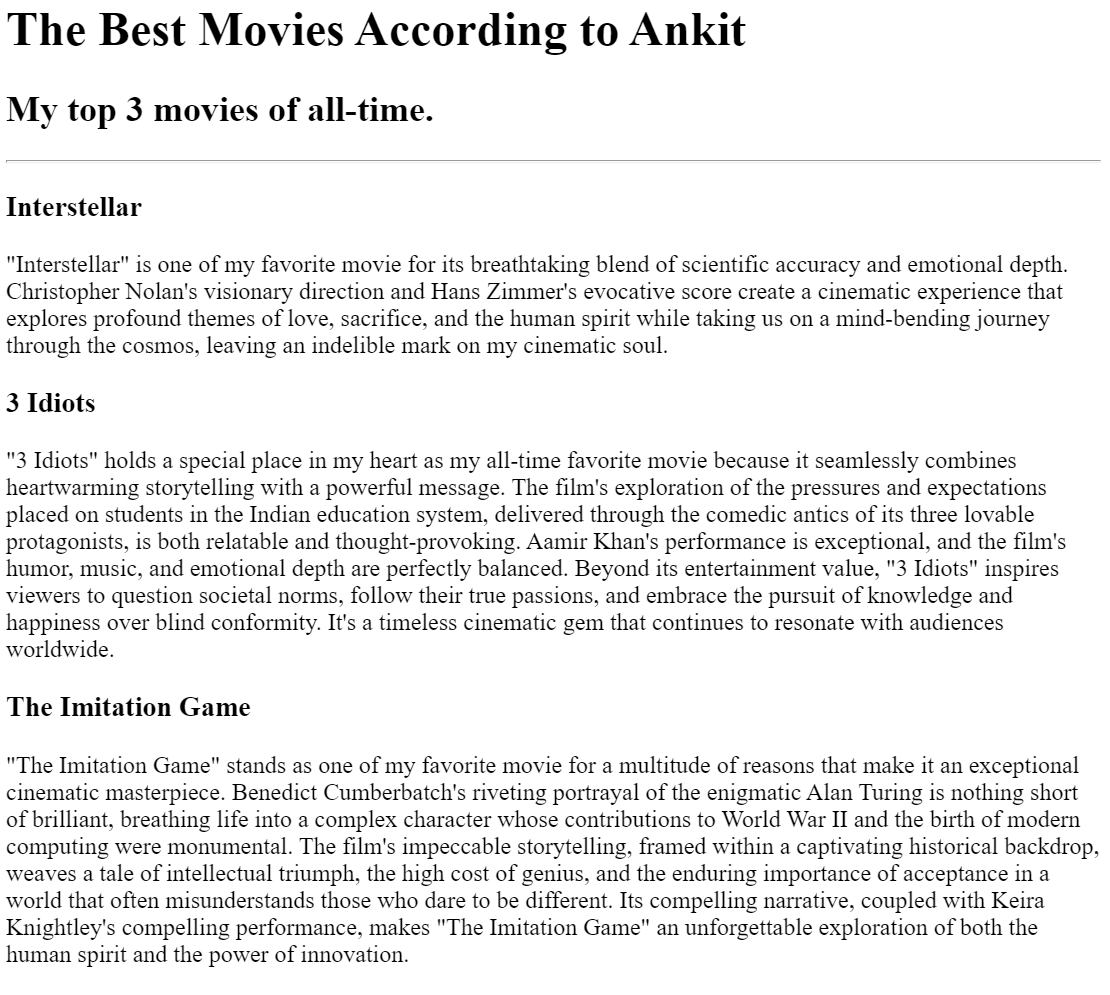 The Best Movies According to Ankit
My top 3 movies of all-time.
Interstellar
"Interstellar" is one of my favorite movie for its breathtaking blend of scientific accuracy and emotional depth.
Christopher Nolan's visionary direction and Hans Zimmer's evocative score create a cinematic experience that
explores profound themes of love, sacrifice, and the human spirit while taking us on a mind-bending journey
through the cosmos, leaving an indelible mark on my cinematic soul.
3 Idiots
"3 Idiots" holds a special place in my heart as my all-time favorite movie because it seamlessly combines
heartwarming storytelling with a powerful message. The film's exploration of the pressures and expectations
placed on students in the Indian education system, delivered through the comedic antics of its three lovable
protagonists, is both relatable and thought-provoking. Aamir Khan's performance is exceptional, and the film's
humor, music, and emotional depth are perfectly balanced. Beyond its entertainment value, "3 Idiots" inspires
viewers to question societal norms, follow their true passions, and embrace the pursuit of knowledge and
happiness over blind conformity. It's a timeless cinematic gem that continues to resonate with audiences
worldwide.
The Imitation Game
"The Imitation Game" stands as one of my favorite movie for a multitude of reasons that make it an exceptional
cinematic masterpiece. Benedict Cumberbatch's riveting portrayal of the enigmatic Alan Turing is nothing short
of brilliant, breathing life into a complex character whose contributions to World War II and the birth of modern
computing were monumental. The film's impeccable storytelling, framed within a captivating historical backdrop,
weaves a tale of intellectual triumph, the high cost of genius, and the enduring importance of acceptance in a
world that often misunderstands those who dare to be different. Its compelling narrative, coupled with Keira
Knightley's compelling performance, makes "The Imitation Game" an unforgettable exploration of both the
human spirit and the power of innovation.